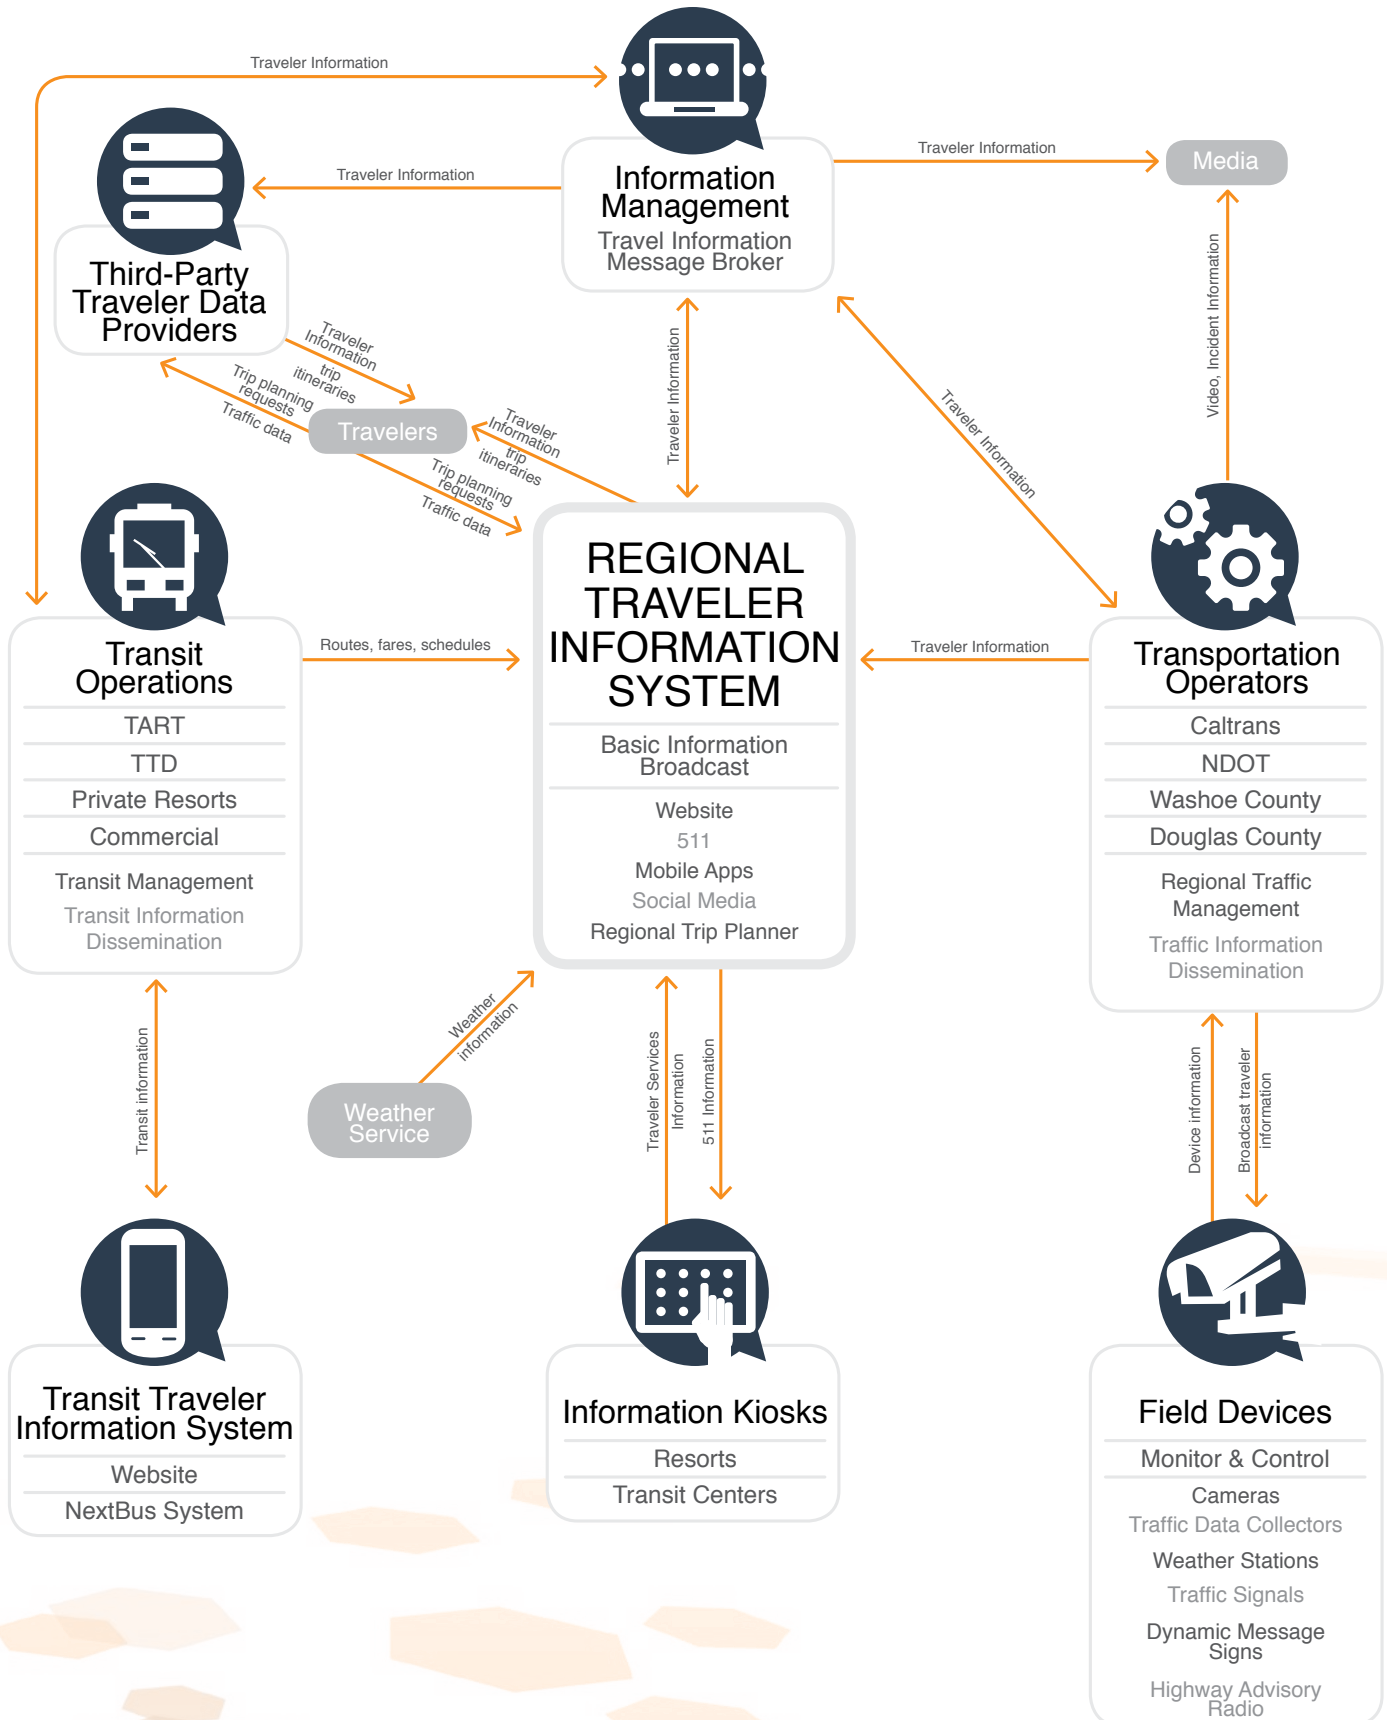 Traveler Information
Traveler Information
Traveler Information
Media
Information
Management
Travel Information
Message Broker
Third-Party
Traveler Data
Providers
Traveler
Information
trip
itineraries
Trip planning
requests
Traffic data
Travelers
Traveler
Information
trip
itineraries
Trip planning
requests
Traffic data
Traveler Information
Traveler Information
Video, Incident Information
Transit
Operations
TART
TTD
Private Resorts
Commercial
Transit Management
Transit Information
Dissemination
Routes, fares, schedules
REGIONAL
TRAVELER
INFORMATION
SYSTEM
Basic Information
Broadcast
Website
511
Mobile Apps
Social Media
Regional Trip Planner
Traveler Information
Transportation
Operators
Caltrans
NDOT
Washoe County
Douglas County
Regional Traffic
Management
Traffic Information
Dissemination
Transit information
Weather
information
Weather
Service
Traveler Services
Information
511 Information
Device information
Broadcast traveler
information
Transit Traveler
Information System
Website
NextBus System
Information Kiosks
Resorts
Transit Centers
Field Devices
Monitor & Control
Cameras
Traffic Data Collectors
Weather Stations
Traffic Signals
Dynamic Message
Signs
Highway Advisory
Radio